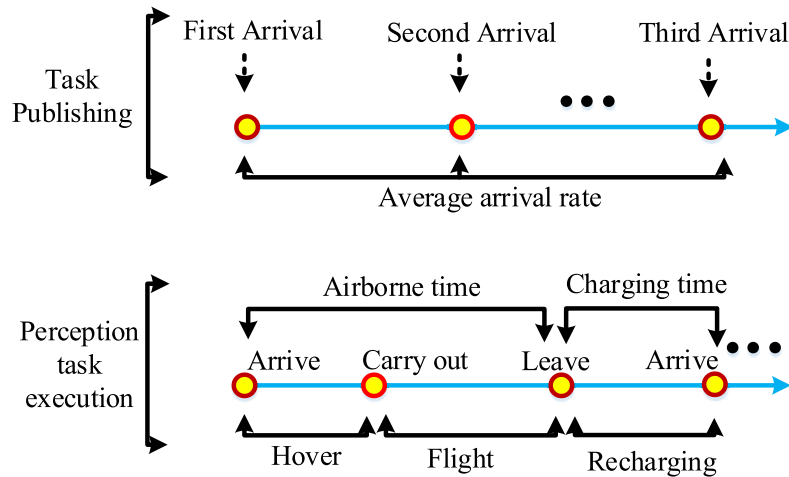 First Arrival
Second Arrival
Third Arrival
Task
Publishing
Average arrival rate
Airborne time
Charging time
Perception
task
execution
Arrive
Carry out
Leave
Arrive
Hover
Flight
Recharging